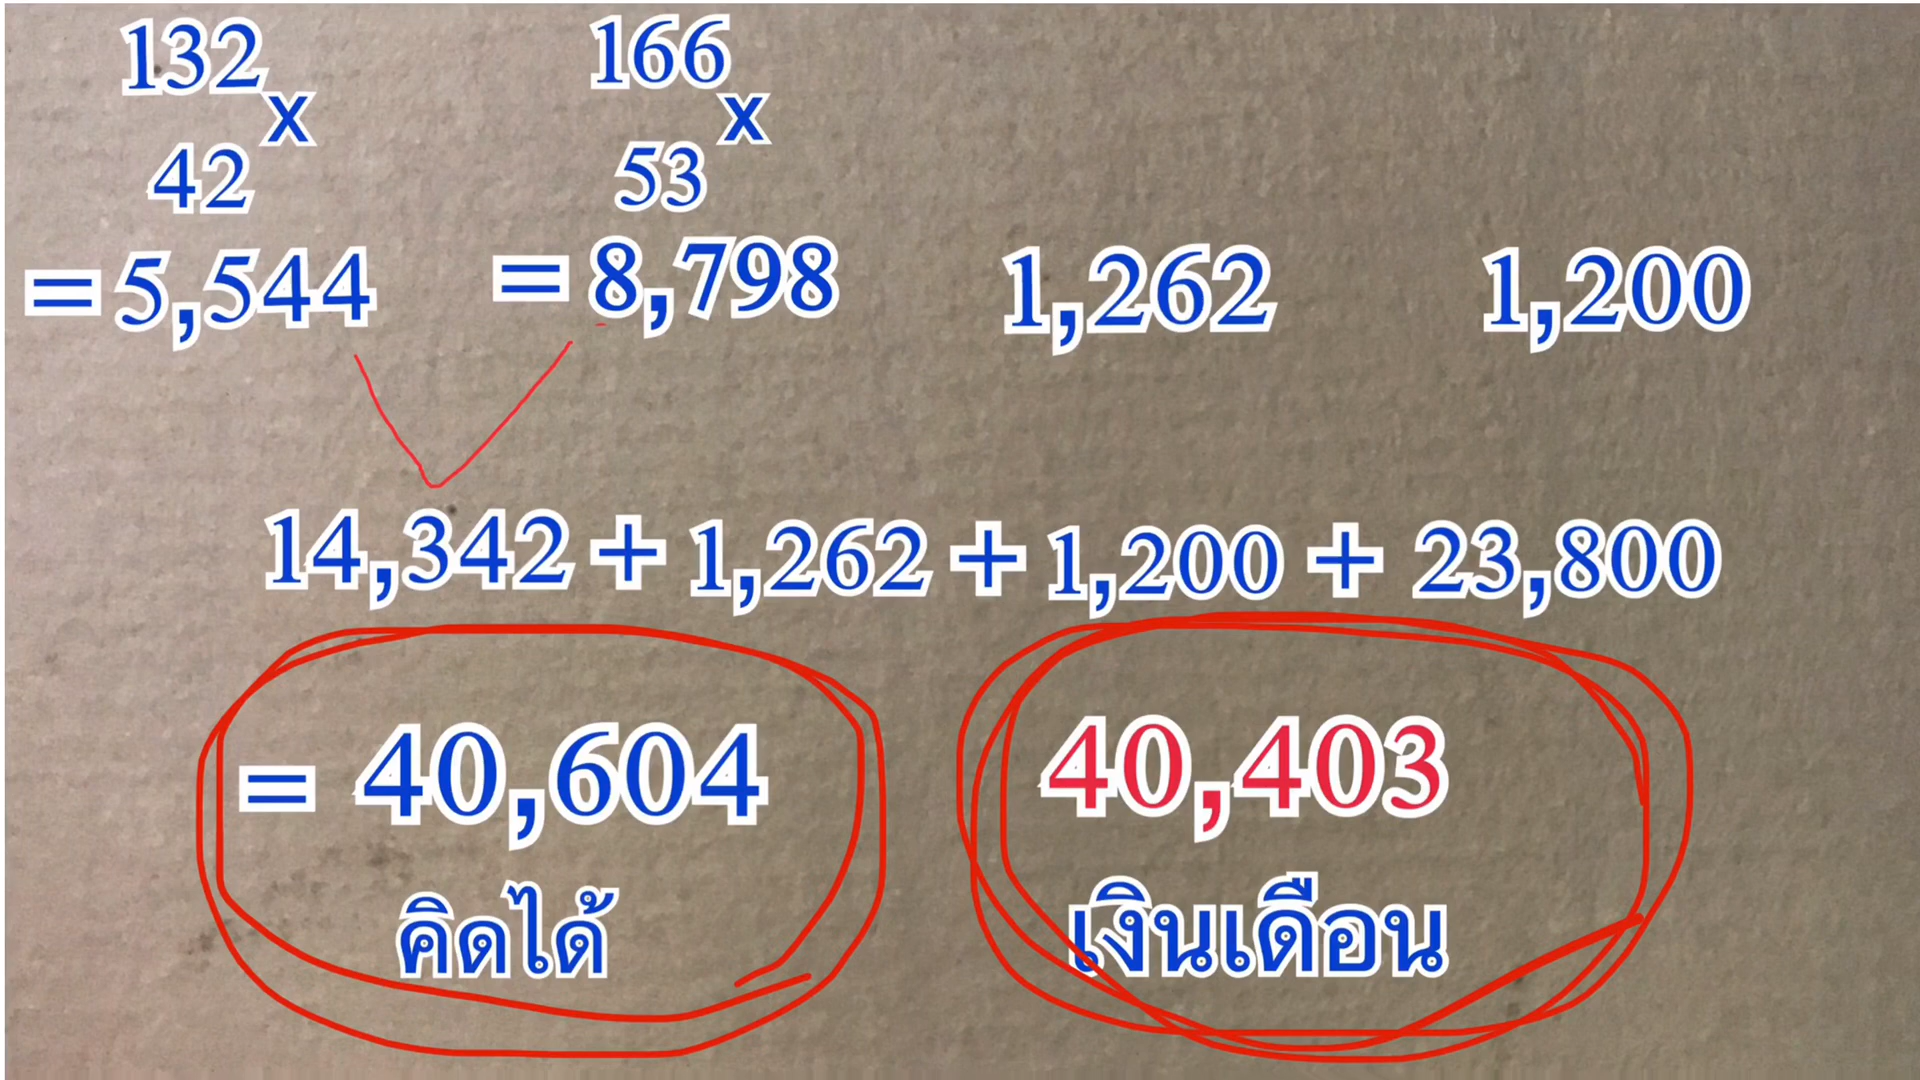 132
x
42
= 5,544
166
x
53
= 8,798
1,262
1,200
14,342 + 1,262 + 1,200 + 23,800
= 40,604
คิดได้
40,403
เงินเดือน